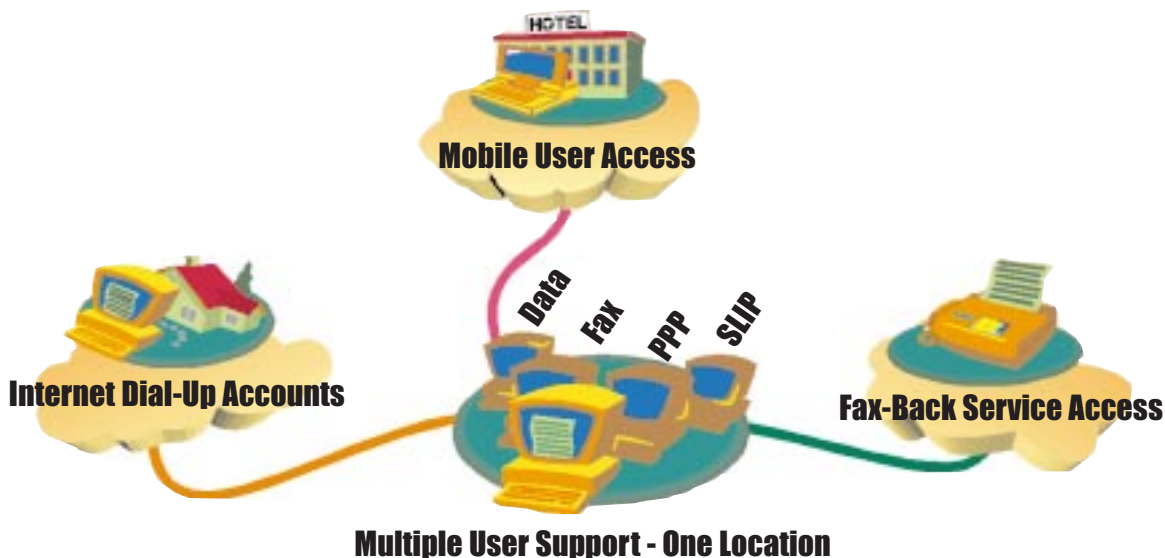 HOTEL
Mobile User Access
Data
Fax
PPP
SLIP
Internet Dial-Up Accounts
Fax-Back Service Access
Multiple User Support - One Location